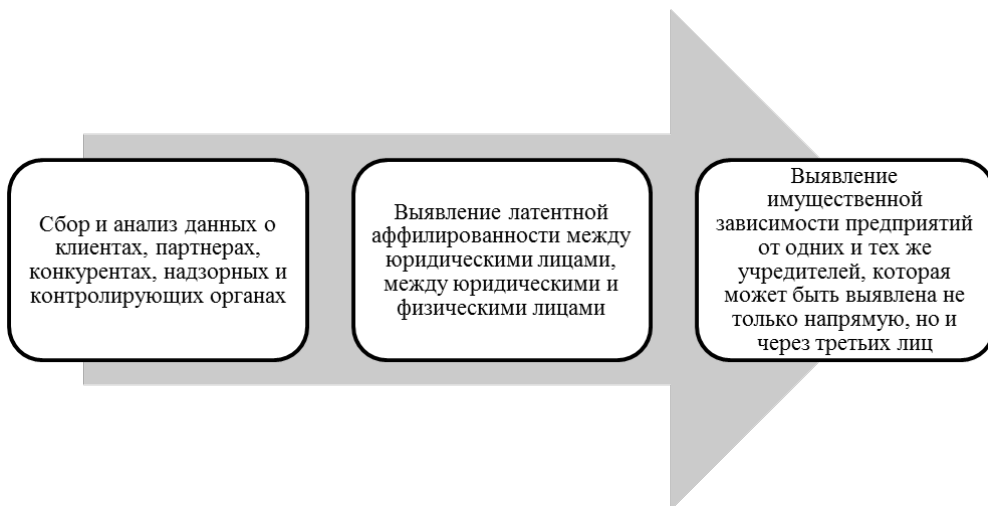 Сбор и анализ данных о
клиентах, партнерах,
конкурентах, надзорных и
контролирующих органах
Выявление латентной
аффилированности между
юридическими лицами,
между юридическими и
физическими лицами
Выявление
имущественной
зависимости предприятий
от одних и тех же
учредителей, которая
может быть выявлена не
только напрямую, но и
через третьих лиц